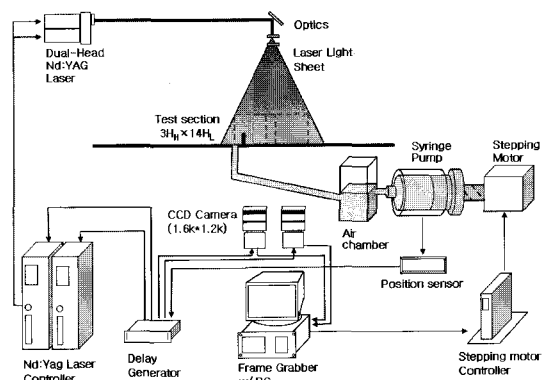 Dual-Head
Nd:YAG
Laser
Optics
Laser Light
Sheet
Test section
3H_H×14H_L
Syringe
Pump
Stepping
Motor
CCD Camera
(1.6k*1.2k)
Air
chamber
Position sensor
Nd:Yag Laser
Controller
Delay
Generator
Frame Grabber
w/ PC
Stepping motor
Controller